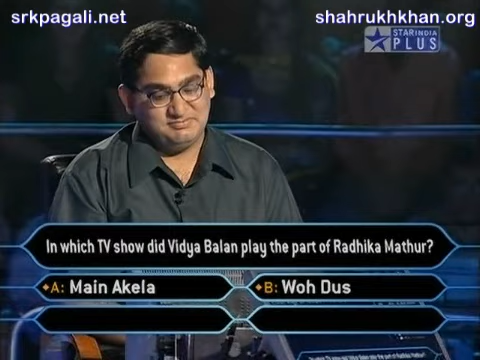 srkpagali.net
shahrukhkhan.org
STAR INDIA
PLUS
In which TV show did Vidya Balan play the part of Radhika Mathur?
A: Main Akela
B: Woh Dus